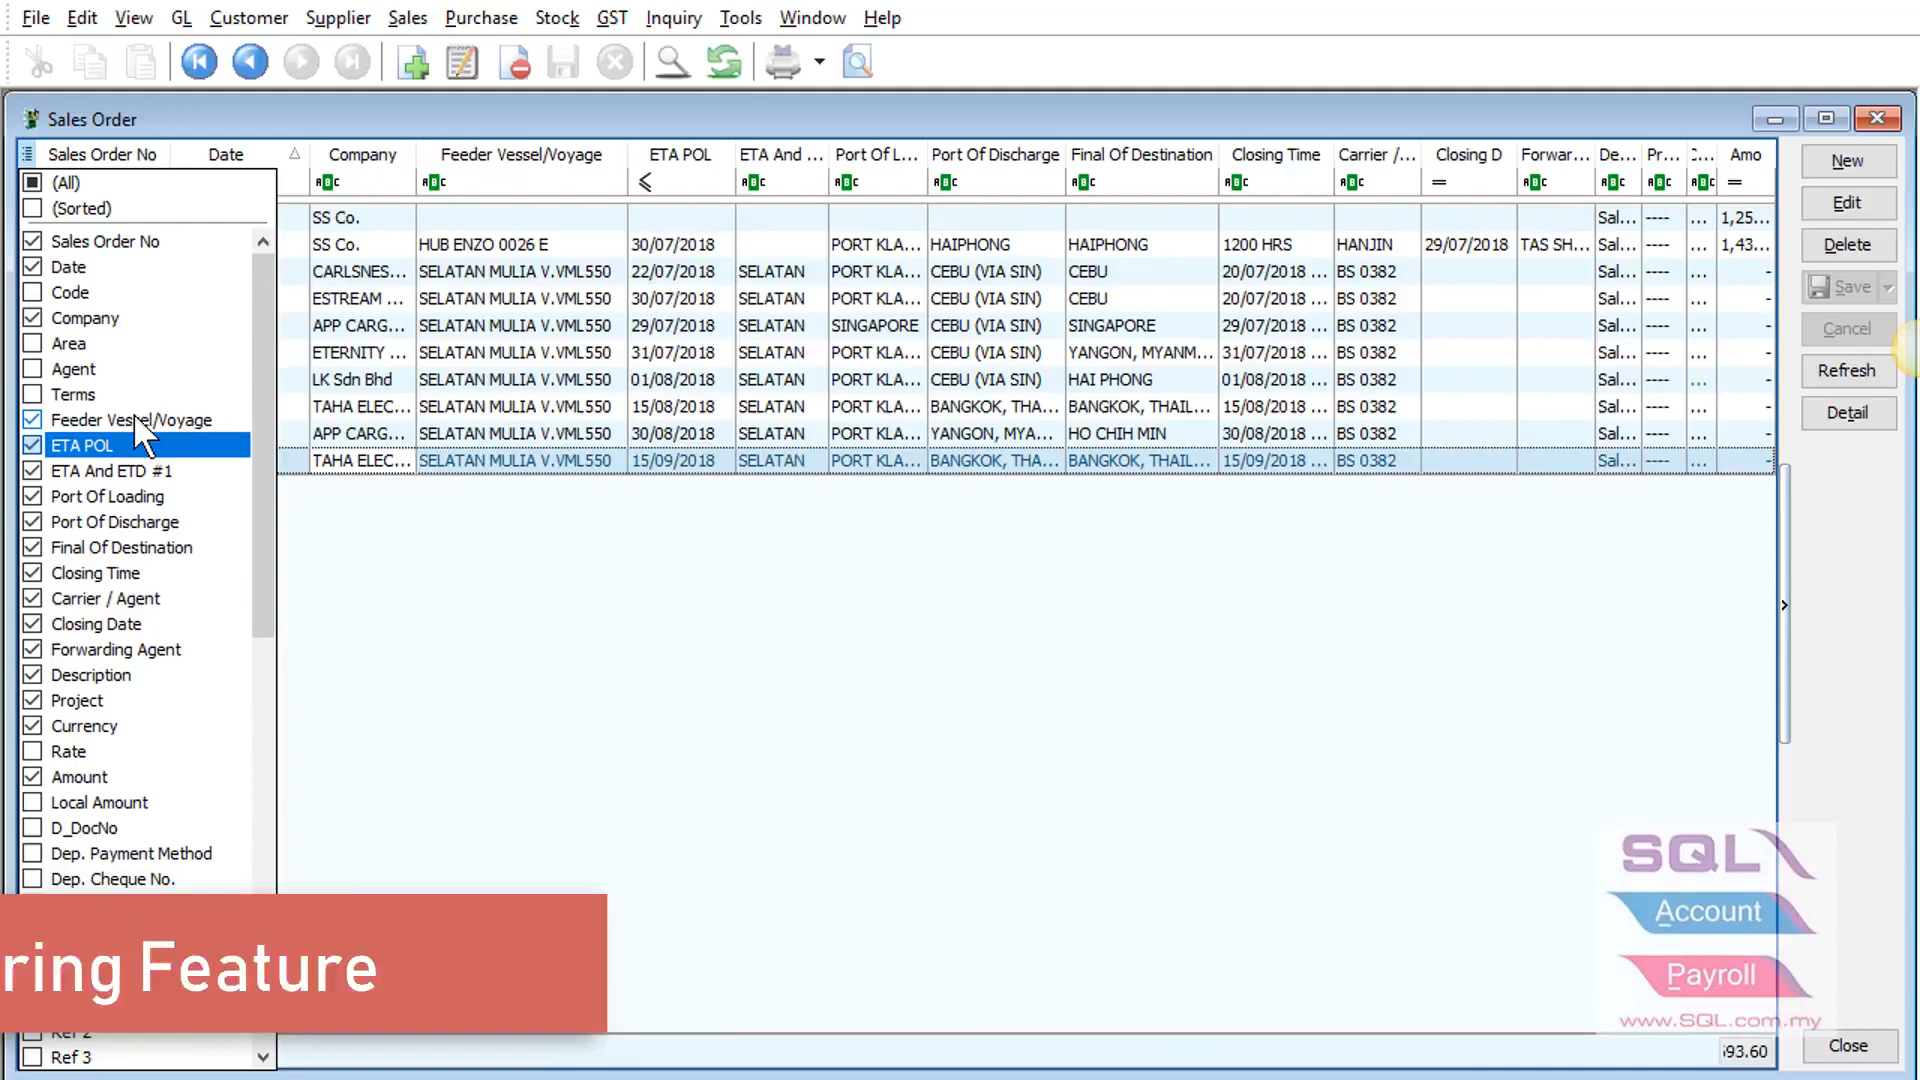 File Edit View GL Customer Supplier Sales Purchase Stock GST Inquiry Tools Window Help
Sales Order
Sales Order No Date Company Feeder Vessel/Voyage ETA POL ETA And ... Port Of L... Port Of Discharge Final Of Destination Closing Time Carrier /... Closing D Forwar... De... Pr... Amo
SS Co. Sal... ---- ... 1,25...
SS Co. HUB ENZO 0026 E 30/07/2018 PORT KLA... HAIPHONG HAIPHONG 1200 HRS HANJIN 29/07/2018 TAS SH... Sal... ---- ... 1,43...
CARLSNES... SELATAN MULIA V.VML550 22/07/2018 SELATAN PORT KLA... CEBU (VIA SIN) CEBU 20/07/2018 ... BS 0382 Sal... ---- ... -
ESTREAM ... SELATAN MULIA V.VML550 30/07/2018 SELATAN PORT KLA... CEBU (VIA SIN) CEBU 20/07/2018 ... BS 0382 Sal... ---- ... -
APP CARG... SELATAN MULIA V.VML550 29/07/2018 SELATAN SINGAPORE CEBU (VIA SIN) SINGAPORE 29/07/2018 ... BS 0382 Sal... ---- ... -
ETERNITY ... SELATAN MULIA V.VML550 31/07/2018 SELATAN PORT KLA... CEBU (VIA SIN) YANGON, MYANM... 31/07/2018 ... BS 0382 Sal... ---- ... -
LK Sdn Bhd SELATAN MULIA V.VML550 01/08/2018 SELATAN PORT KLA... CEBU (VIA SIN) HAI PHONG 01/08/2018 ... BS 0382 Sal... ---- ... -
TAHA ELEC... SELATAN MULIA V.VML550 15/08/2018 SELATAN PORT KLA... BANGKOK, THA... BANGKOK, THAIL... 15/08/2018 ... BS 0382 Sal... ---- ... -
APP CARG... SELATAN MULIA V.VML550 30/08/2018 SELATAN PORT KLA... YANGON, MYA... HO CHIH MIN 30/08/2018 ... BS 0382 Sal... ---- ... -
TAHA ELEC... SELATAN MULIA V.VML550 15/09/2018 SELATAN PORT KLA... BANGKOK, THA... BANGKOK, THAIL... 15/09/2018 ... BS 0382 Sal... ---- ... -
(All)
(Sorted)
Sales Order No
Date
Code
Company
Area
Agent
Terms
Feeder Vessel/Voyage
ETA POL
ETA And ETD #1
Port Of Loading
Port Of Discharge
Final Of Destination
Closing Time
Carrier / Agent
Closing Date
Forwarding Agent
Description
Project
Currency
Rate
Amount
Local Amount
D_DocNo
Dep. Payment Method
Dep. Cheque No.
Ref 2
Ref 3
New
Edit
Delete
Save
Cancel
Refresh
Detail
ring Feature
SQL
Account
Payroll
www.SQL.com.my
93.60
Close